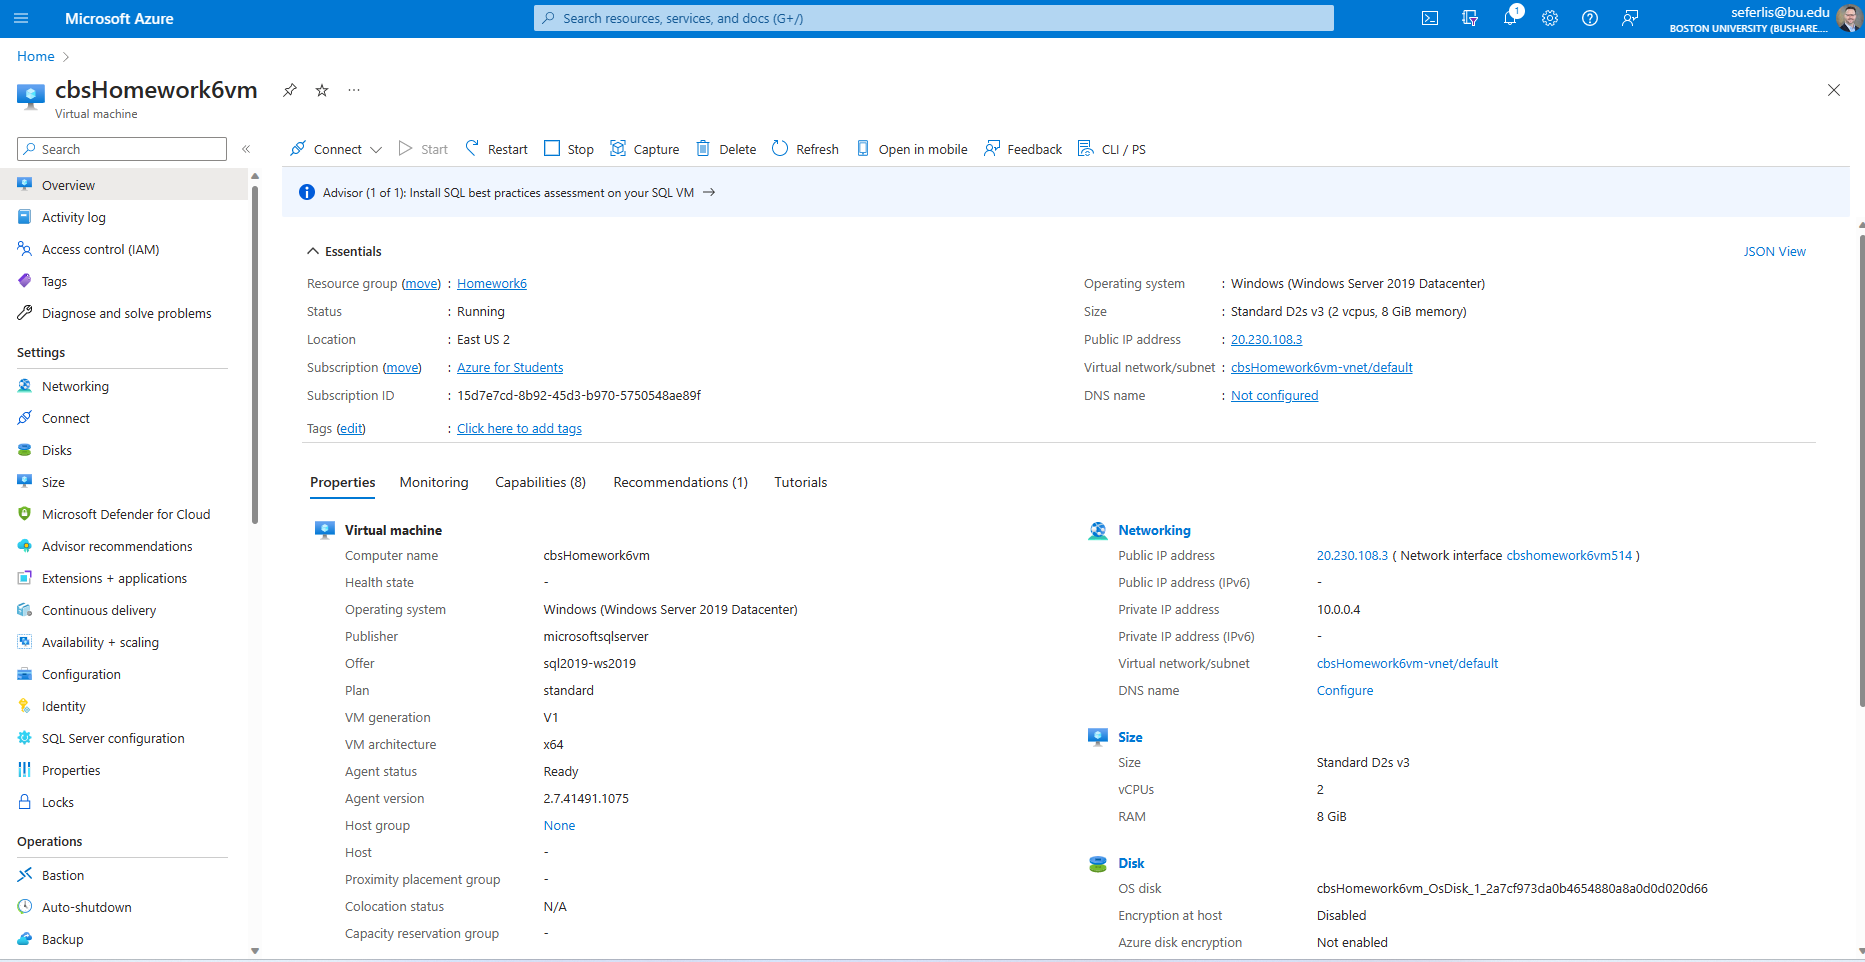 Microsoft Azure
Search resources, services, and docs (G+/)
1
seferlis@bu.edu
BOSTON UNIVERSITY (BUSHARE....
Home
cbsHomework6vm
...
Virtual machine
Search
«
Connect
Start
Restart
Stop
Capture
Delete
Refresh
Open in mobile
Feedback
CLI / PS
Advisor (1 of 1): Install SQL best practices assessment on your SQL VM →
Overview
Activity log
Access control (IAM)
Tags
Diagnose and solve problems
Settings
Networking
Connect
Disks
Size
Microsoft Defender for Cloud
Advisor recommendations
Extensions + applications
Continuous delivery
Availability + scaling
Configuration
Identity
SQL Server configuration
Properties
Locks
Operations
Bastion
Auto-shutdown
Backup
Essentials
JSON View
Resource group (move) : Homework6
Status : Running
Location : East US 2
Subscription (move) : Azure for Students
Subscription ID : 15d7e7cd-8b92-45d3-b970-5750548ae89f
Tags (edit) : Click here to add tags
Operating system : Windows (Windows Server 2019 Datacenter)
Size : Standard D2s v3 (2 vcpus, 8 GiB memory)
Public IP address : 20.230.108.3
Virtual network/subnet : cbsHomework6vm-vnet/default
DNS name : Not configured
Properties
Monitoring
Capabilities (8)
Recommendations (1)
Tutorials
Virtual machine
Computer name cbsHomework6vm
Health state -
Operating system Windows (Windows Server 2019 Datacenter)
Publisher microsoftsqlserver
Offer sql2019-ws2019
Plan standard
VM generation V1
VM architecture x64
Agent status Ready
Agent version 2.7.41491.1075
Host group None
Host -
Proximity placement group -
Colocation status N/A
Capacity reservation group -
Networking
Public IP address 20.230.108.3 ( Network interface cbshomework6vm514 )
Public IP address (IPv6) -
Private IP address 10.0.0.4
Private IP address (IPv6) -
Virtual network/subnet cbsHomework6vm-vnet/default
DNS name Configure
Size
Size Standard D2s v3
vCPUs 2
RAM 8 GiB
Disk
OS disk cbsHomework6vm_OsDisk_1_2a7cf973da0b4654880a8a0d0d020d66
Encryption at host Disabled
Azure disk encryption Not enabled